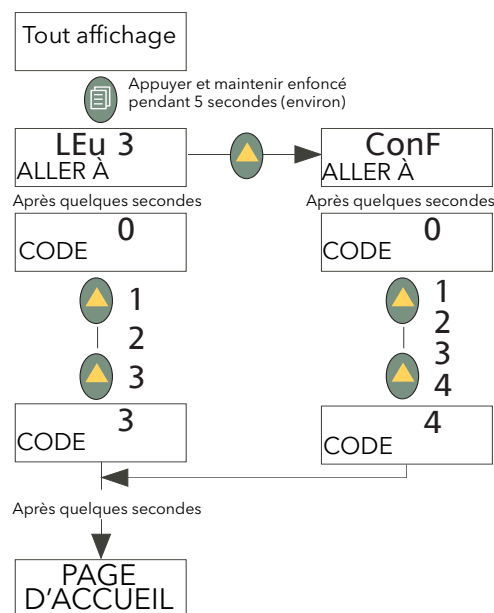 Tout affichage
Appuyer et maintenir enfoncé
pendant 5 secondes (environ)
LEu 3
ALLER À
ConF
ALLER À
Après quelques secondes
Après quelques secondes
0
CODE
0
CODE
1
2
3
1
2
3
4
3
CODE
4
CODE
Après quelques secondes
PAGE
D'ACCUEIL